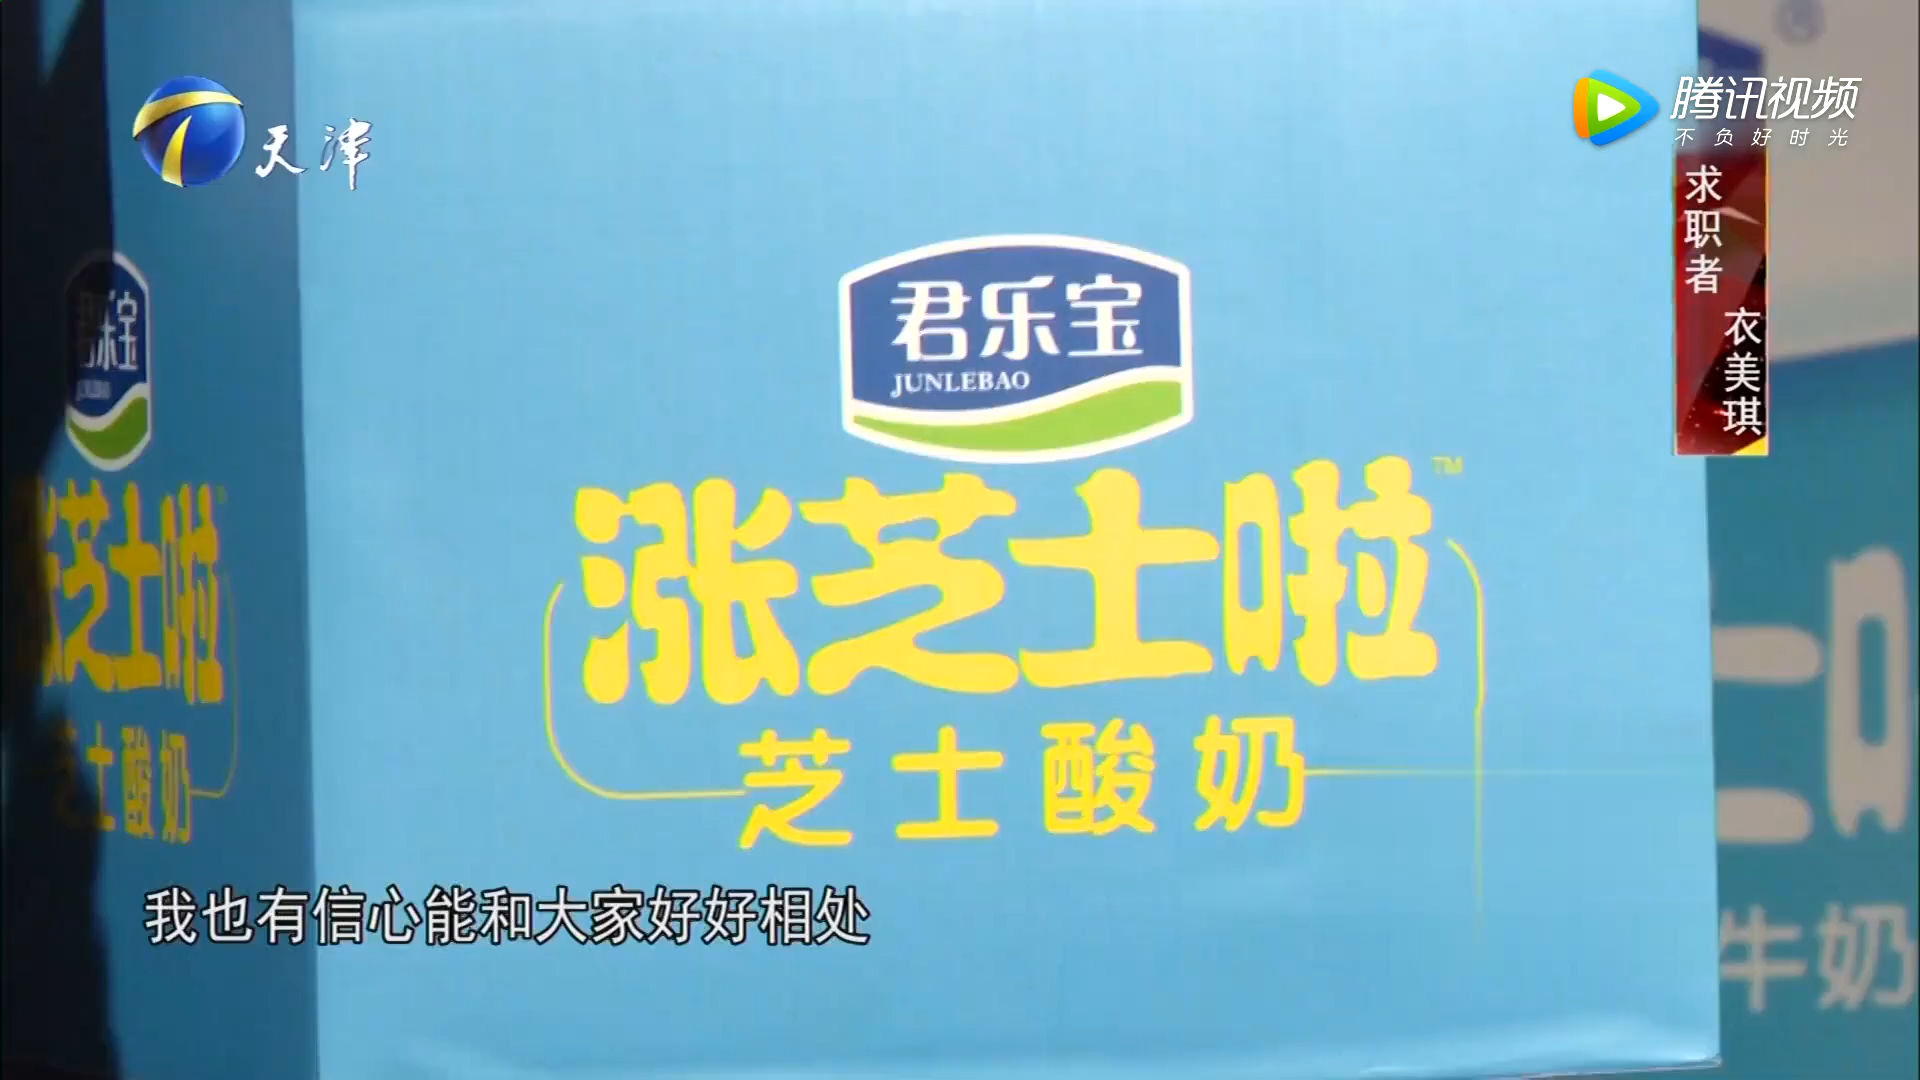 天津
腾讯视频
不负好时光
求职者
衣美琪
君乐宝
JUNLEBAO
涨芝士啦™
芝士酸奶
君乐宝
芝士啦
芝士酸奶
牛奶
我也有信心能和大家好好相处